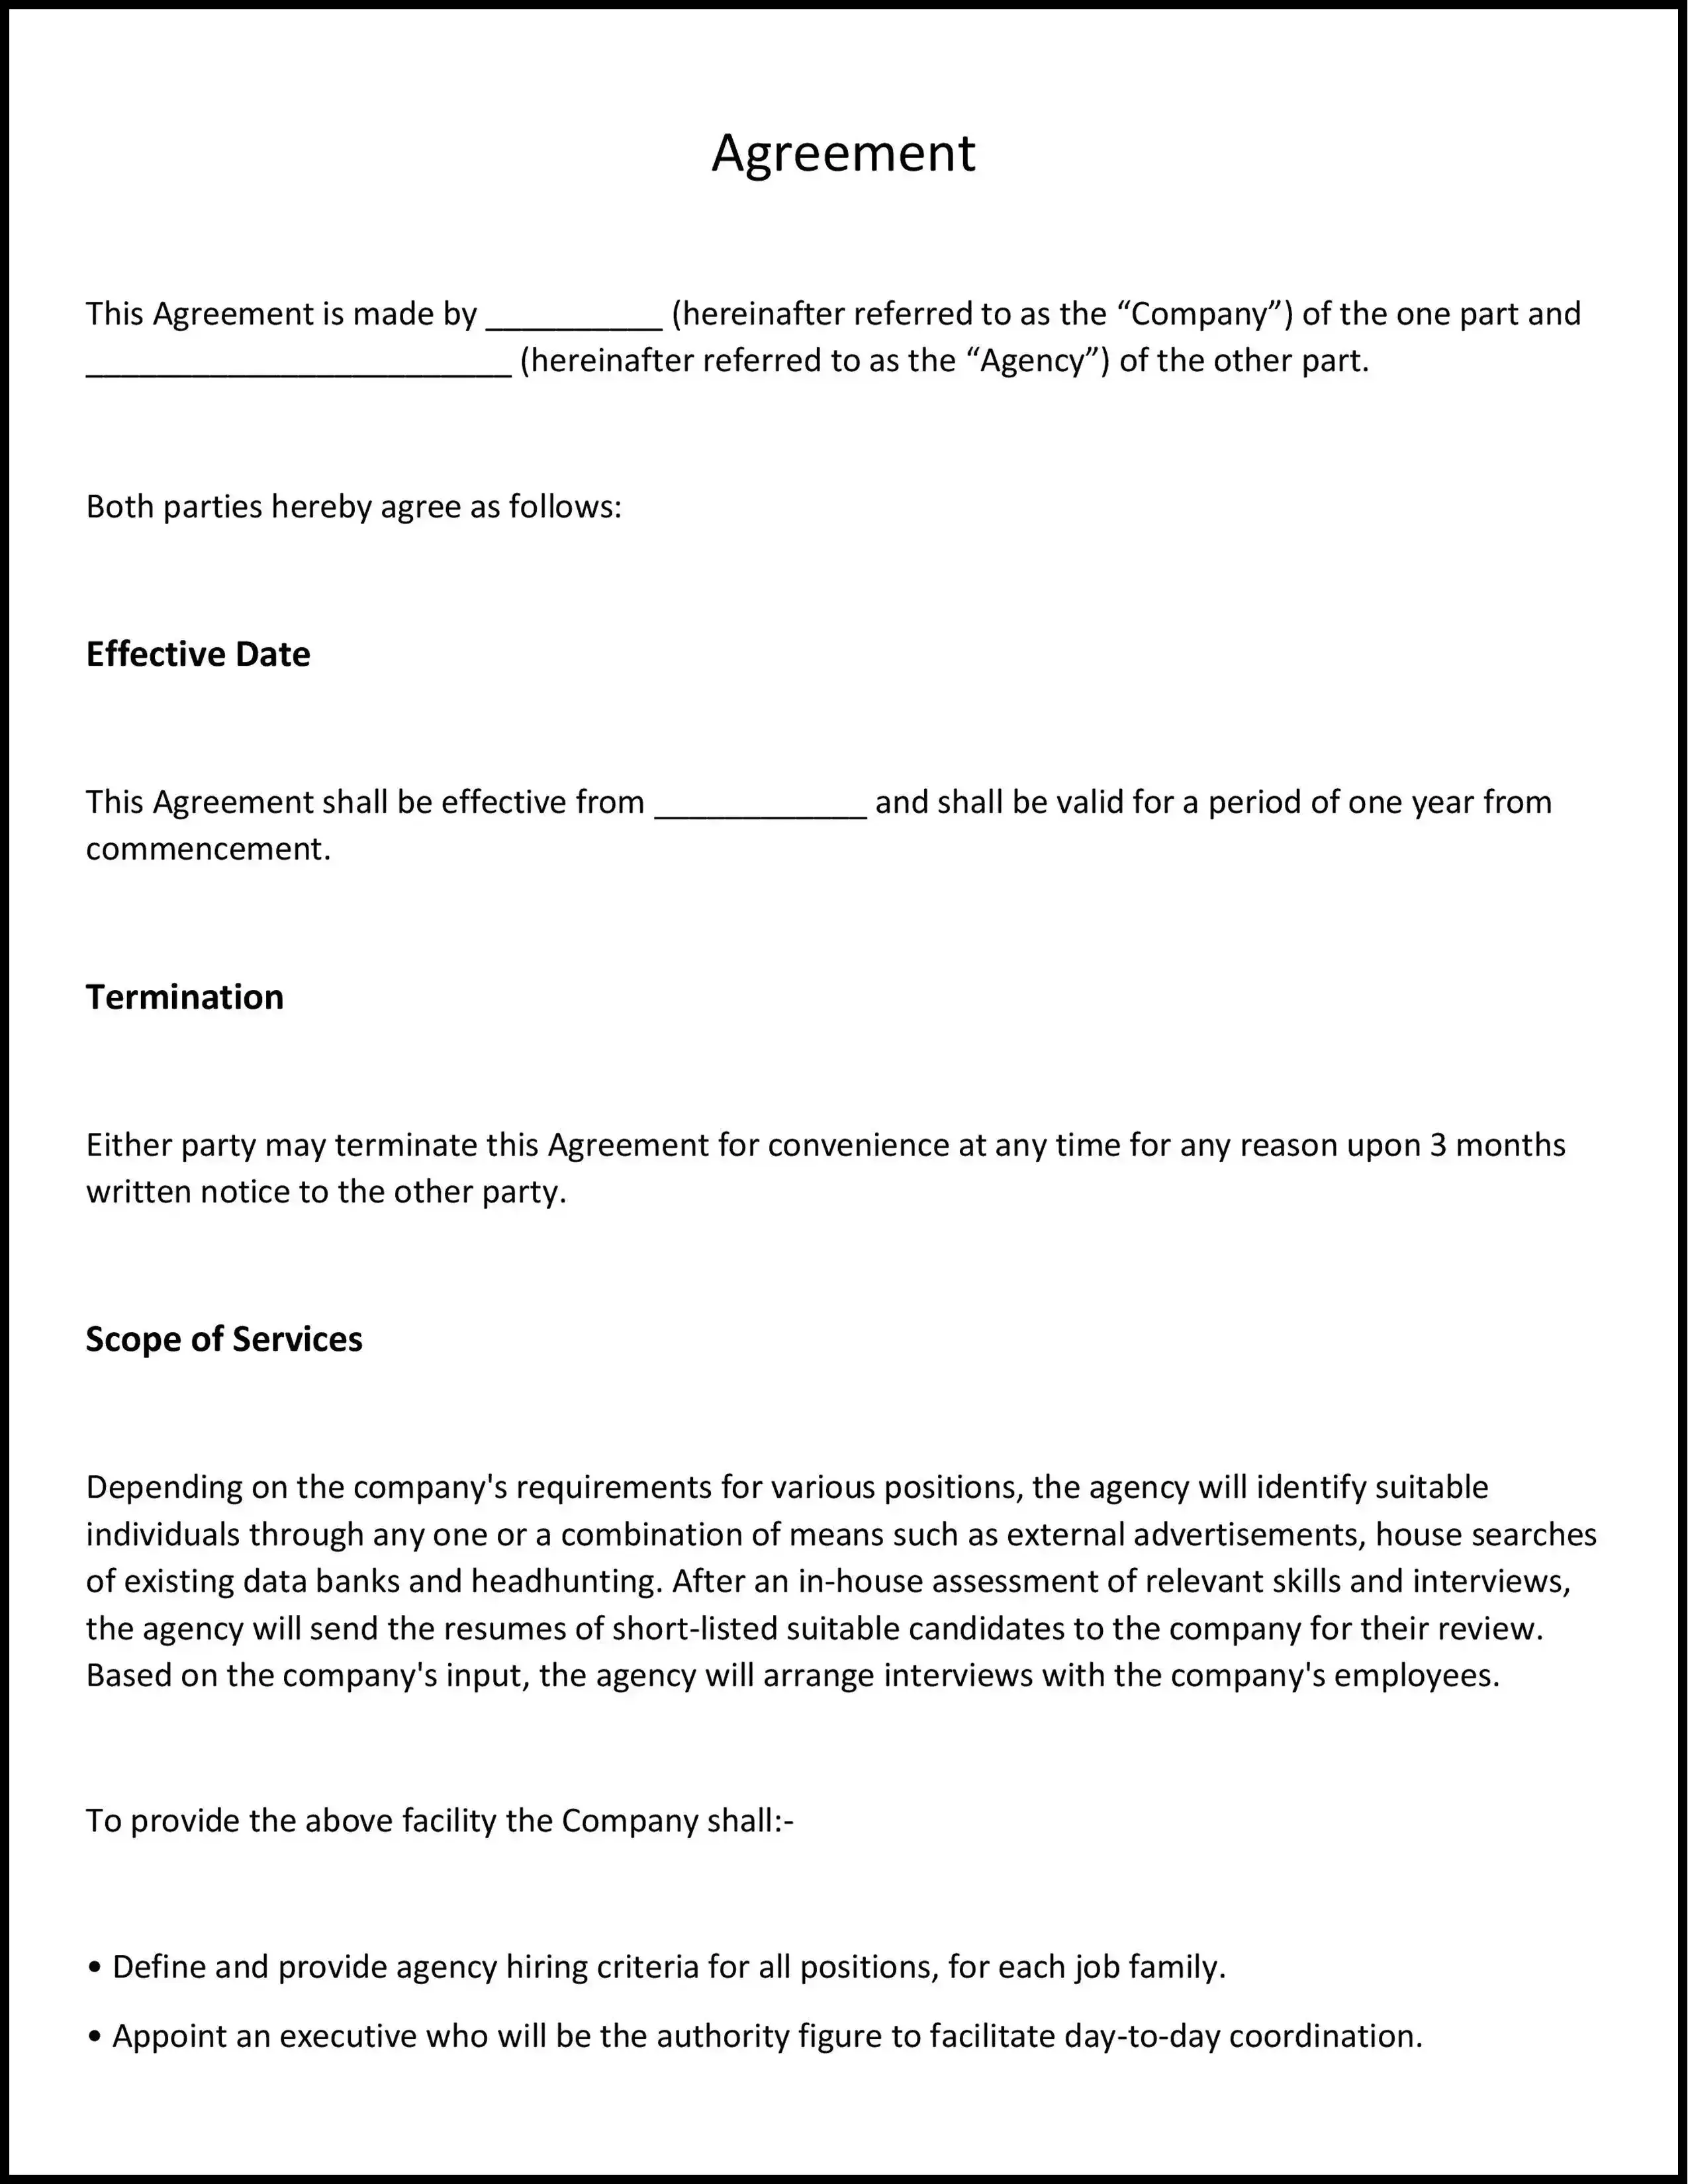 Agreement
This Agreement is made by __________ (hereinafter referred to as the “Company”) of the one part and
________________________ (hereinafter referred to as the “Agency”) of the other part.
Both parties hereby agree as follows:
Effective Date
This Agreement shall be effective from ____________ and shall be valid for a period of one year from
commencement.
Termination
Either party may terminate this Agreement for convenience at any time for any reason upon 3 months
written notice to the other party.
Scope of Services
Depending on the company's requirements for various positions, the agency will identify suitable
individuals through any one or a combination of means such as external advertisements, house searches
of existing data banks and headhunting. After an in-house assessment of relevant skills and interviews,
the agency will send the resumes of short-listed suitable candidates to the company for their review.
Based on the company's input, the agency will arrange interviews with the company's employees.
To provide the above facility the Company shall:-
• Define and provide agency hiring criteria for all positions, for each job family.
• Appoint an executive who will be the authority figure to facilitate day-to-day coordination.